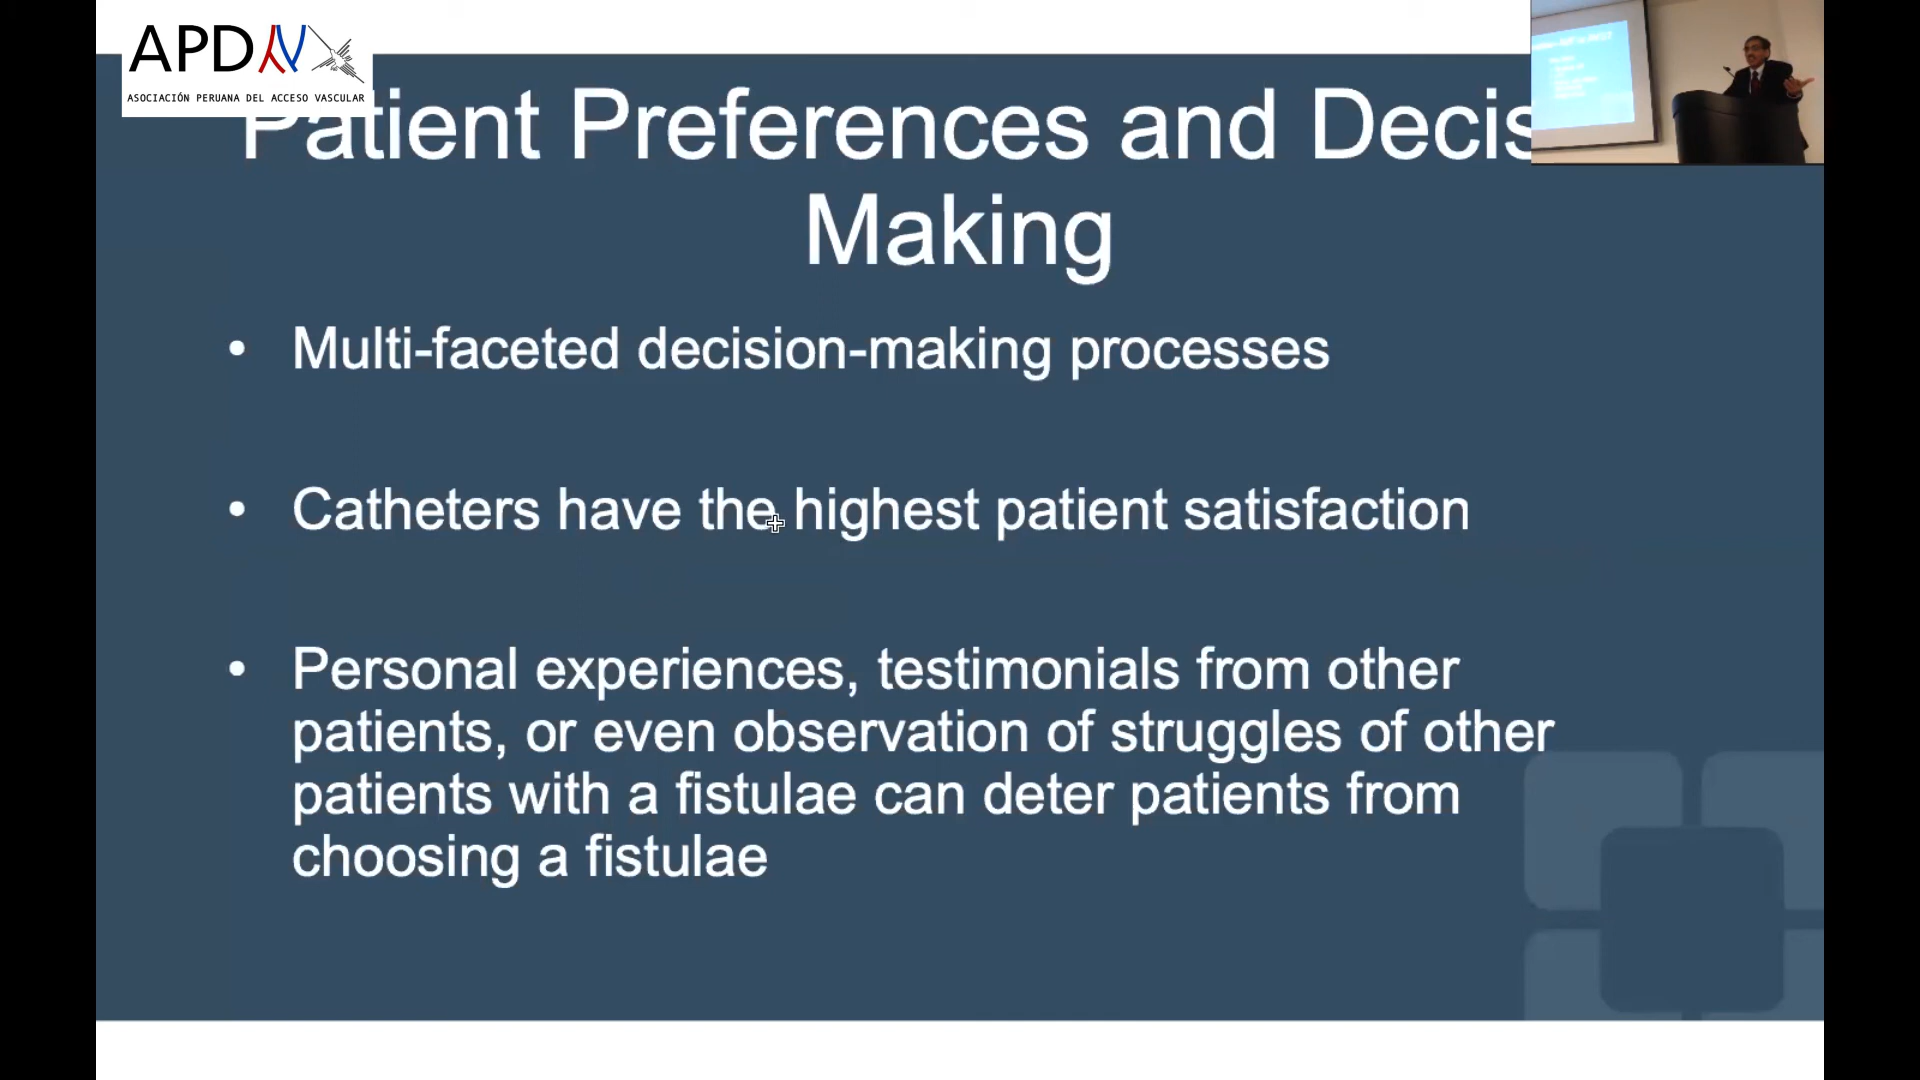 APDAV
ASOCIACIÓN PERUANA DEL ACCESO VASCULAR
Patient Preferences and Decis
Making
• Multi-faceted decision-making processes
• Catheters have the highest patient satisfaction
• Personal experiences, testimonials from other
patients, or even observation of struggles of other
patients with a fistulae can deter patients from
choosing a fistulae